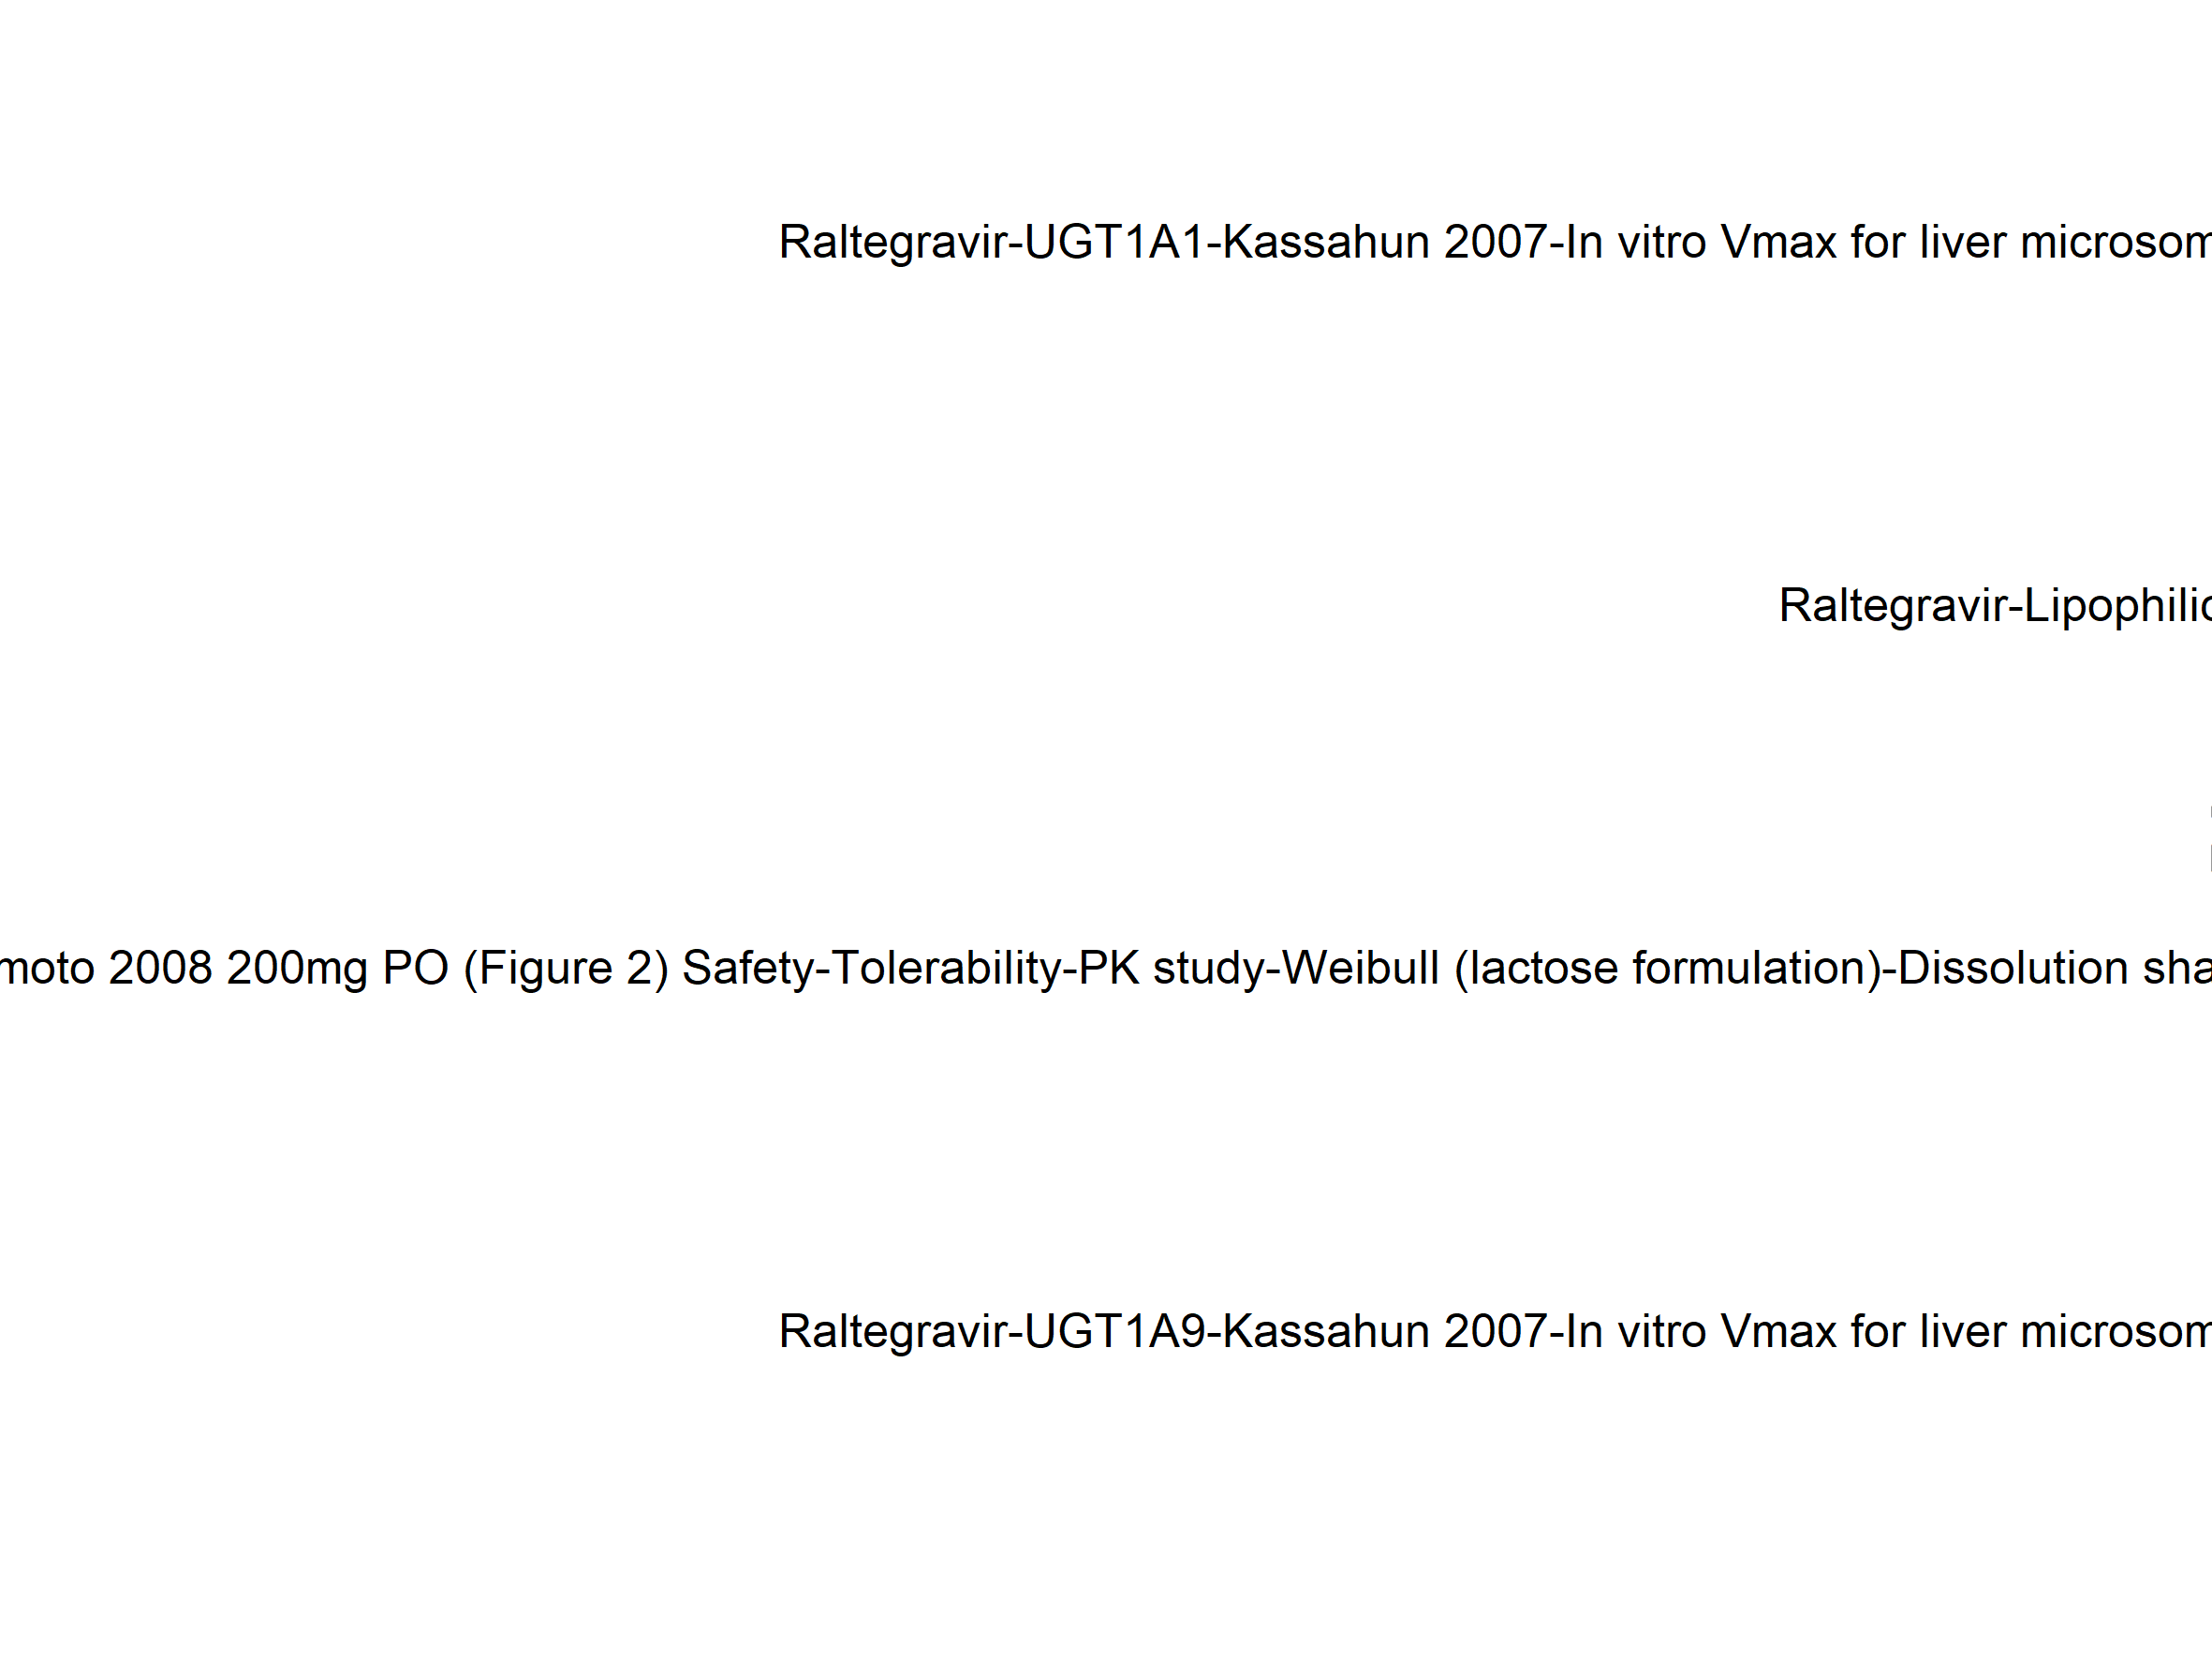 Raltegravir-UGT1A1-Kassahun 2007-In vitro Vmax for liver microsom
Raltegravir-Lipophilic
moto 2008 200mg PO (Figure 2) Safety-Tolerability-PK study-Weibull (lactose formulation)-Dissolution sha
Raltegravir-UGT1A9-Kassahun 2007-In vitro Vmax for liver microsom